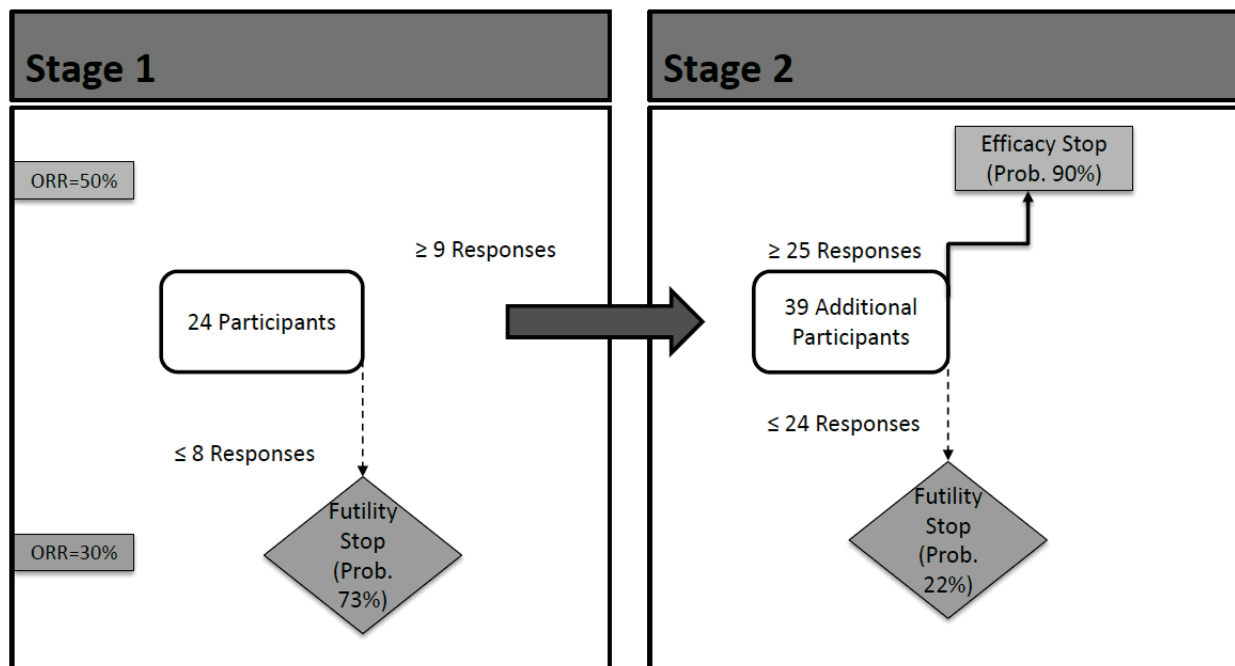 Stage 1
ORR=50%
≥ 9 Responses
24 Participants
≤ 8 Responses
Futility
Stop
(Prob.
73%)
ORR=30%
Stage 2
Efficacy Stop
(Prob. 90%)
≥ 25 Responses
39 Additional
Participants
≤ 24 Responses
Futility
Stop
(Prob.
22%)